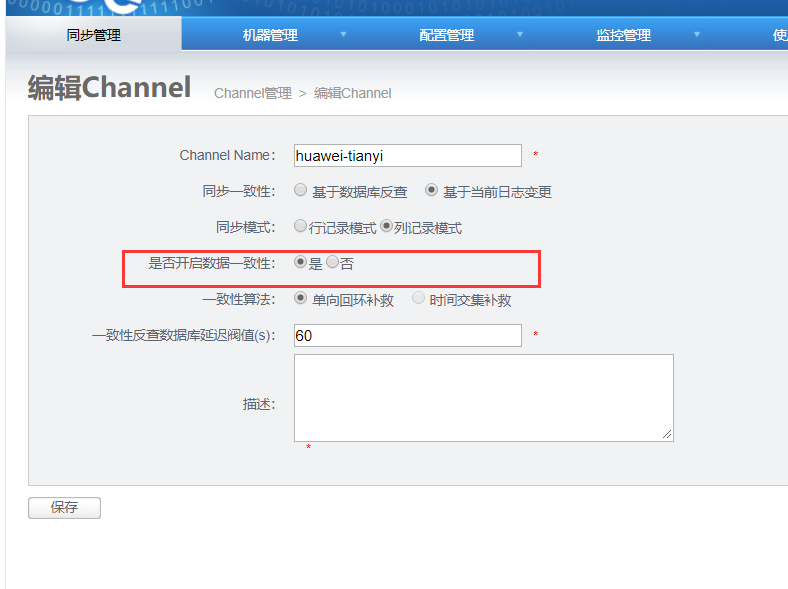 同步管理 机器管理 配置管理 监控管理 使
编辑Channel Channel管理 > 编辑Channel
Channel Name: huawei-tianyi *
同步一致性: 基于数据库反查 基于当前日志变更
同步模式: 行记录模式 列记录模式
是否开启数据一致性: 是 否
一致性算法: 单向回环补救 时间交集补救
一致性反查数据库延迟阀值(s): 60 *
描述:
*
保存